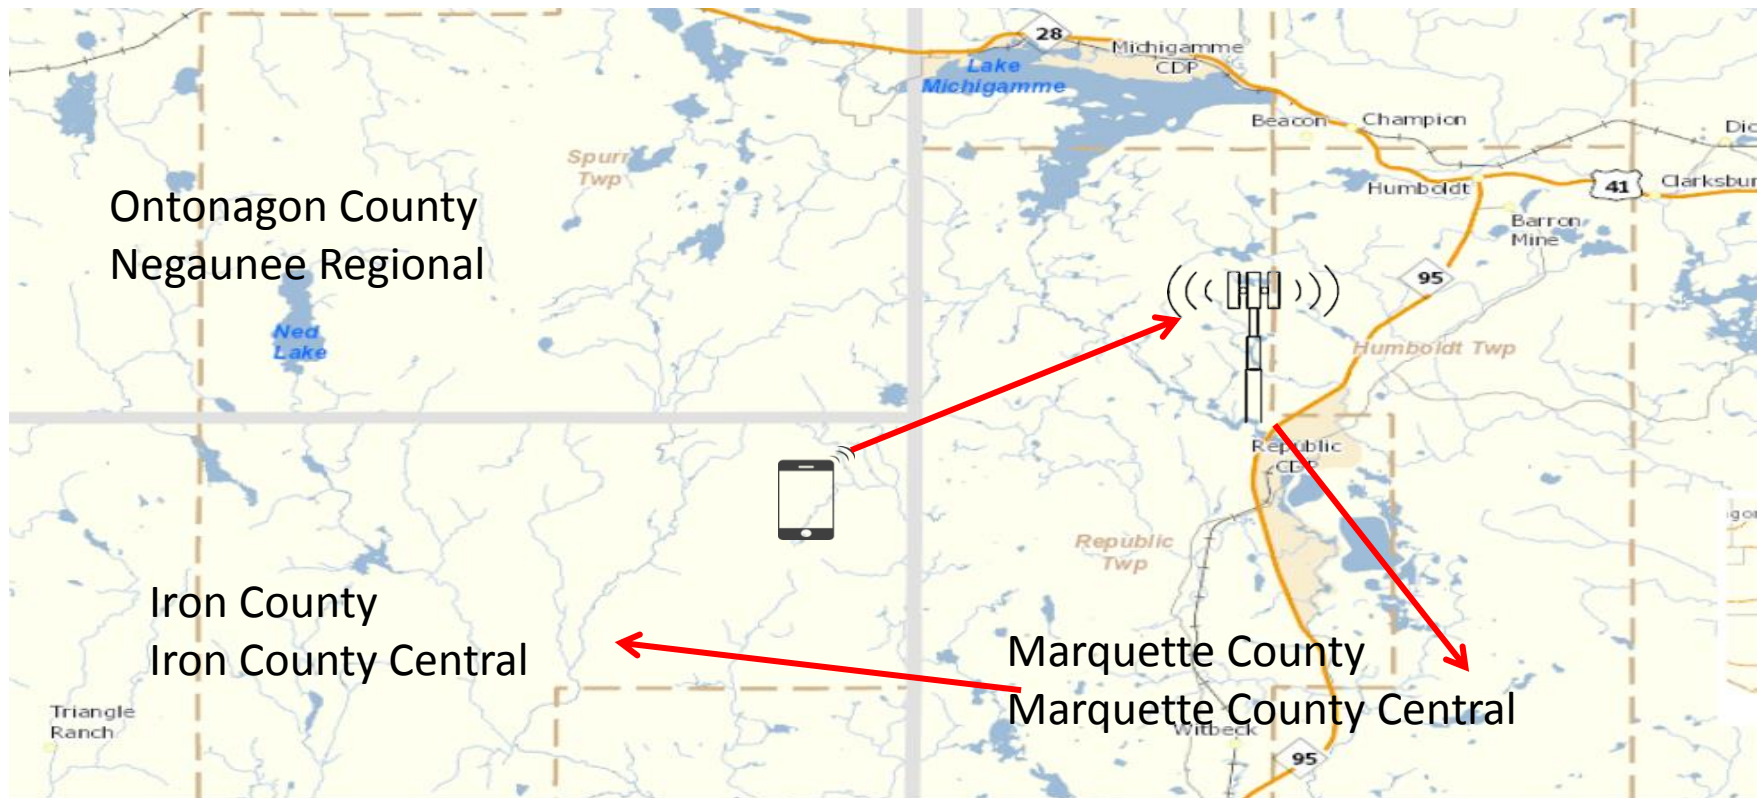 28
Michigamme
CDP
Lake
Michigamme
Beacon
Champion
Spurr
Twp
Humboldt
41
Ontonagon County
Negaunee Regional
Barron
Mine
95
Ned
Lake
Humboldt Twp
Republic
CDP
Republic
Twp
Iron County
Iron County Central
Marquette County
Marquette County Central
Triangle
Ranch
Witbeck
95